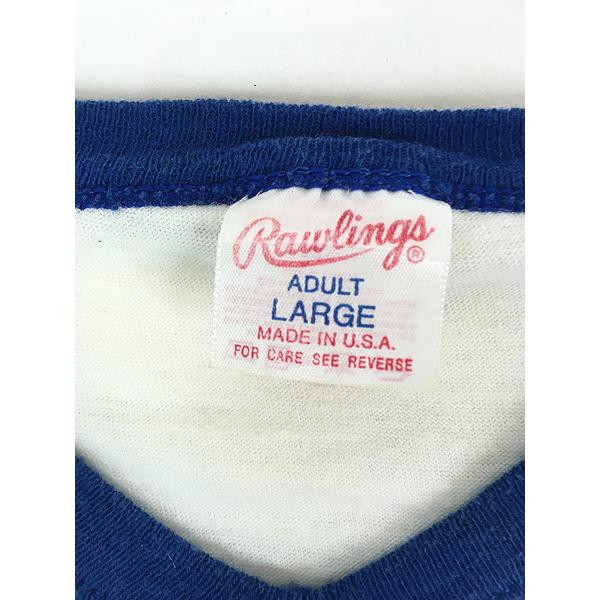 Rawlings®
ADULT
LARGE
MADE IN U.S.A.
FOR CARE SEE REVERSE